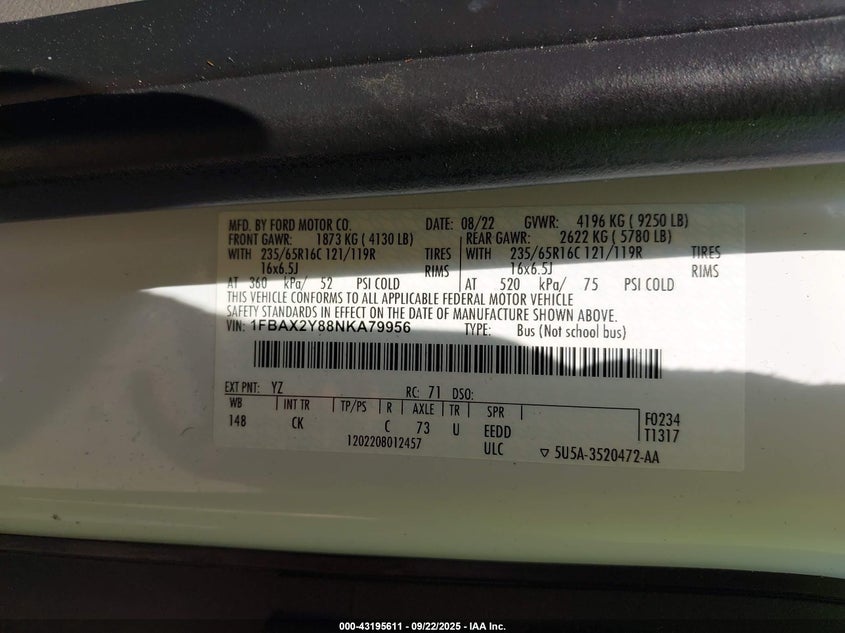 MFD. BY FORD MOTOR CO. DATE: 08/22 GVWR: 4196 KG ( 9250 LB)
FRONT GAWR: 1873 KG ( 4130 LB) REAR GAWR: 2622 KG ( 5780 LB)
WITH 235/65R16C 121/119R TIRES WITH 235/65R16C 121/119R TIRES
16x6.5J RIMS 16x6.5J RIMS
AT 360 kPa/ 52 PSI COLD AT 520 kPa/ 75 PSI COLD
THIS VEHICLE CONFORMS TO ALL APPLICABLE FEDERAL MOTOR VEHICLE
SAFETY STANDARDS IN EFFECT ON THE DATE OF MANUFACTURE SHOWN ABOVE.
VIN: 1FBAX2Y88NKA79956 TYPE: Bus (Not school bus)
EXT PNT: YZ RC: 71 DSO:
WB INT TR TP/PS R AXLE TR SPR F0234
148 CK C 73 U EEDD T1317
1202208012457 ULC 5U5A-3520472-AA
000-43195611 - 09/22/2025 - IAA Inc.